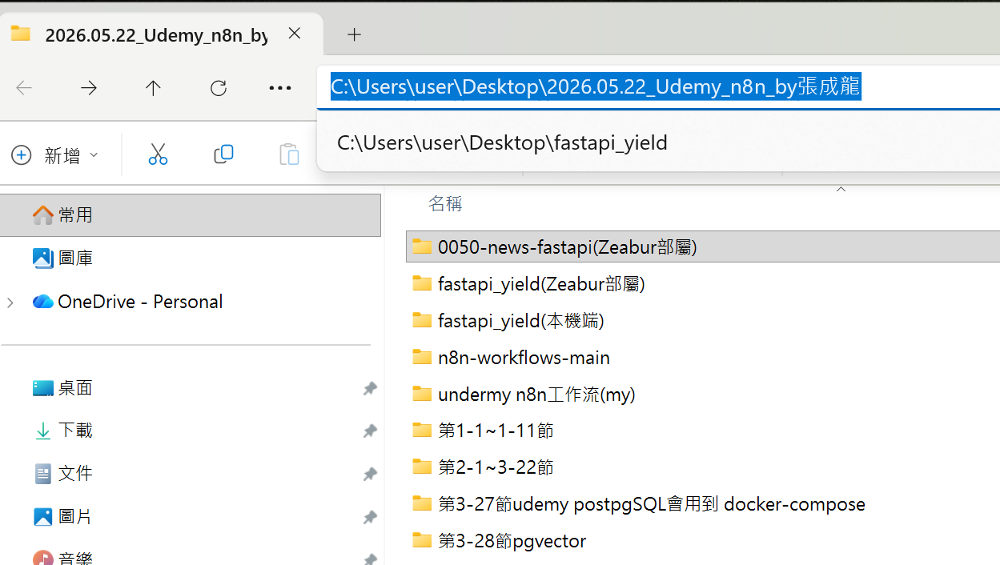 2026.05.22_Udemy_n8n_by
C:\Users\user\Desktop\2026.05.22_Udemy_n8n_by張成龍
C:\Users\user\Desktop\fastapi_yield
新增
常用
圖庫
OneDrive - Personal
桌面
下載
文件
圖片
音樂
名稱
0050-news-fastapi(Zeabur部屬)
fastapi_yield(Zeabur部屬)
fastapi_yield(本機端)
n8n-workflows-main
undermy n8n工作流(my)
第1-1~1-11節
第2-1~3-22節
第3-27節udemy postpgSQL會用到 docker-compose
第3-28節pgvector